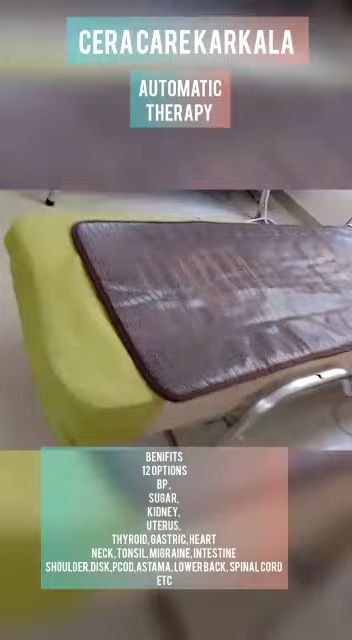 CERA CARE KARKALA
AUTOMATIC
THERAPY
BENIFITS
12 OPTIONS
BP,
SUGAR,
KIDNEY,
UTERUS,
THYROID, GASTRIC, HEART
NECK, TONSIL, MIGRAINE, INTESTINE
SHOULDER, DISK, PCOD, ASTAMA, LOWER BACK, SPINAL CORD
ETC